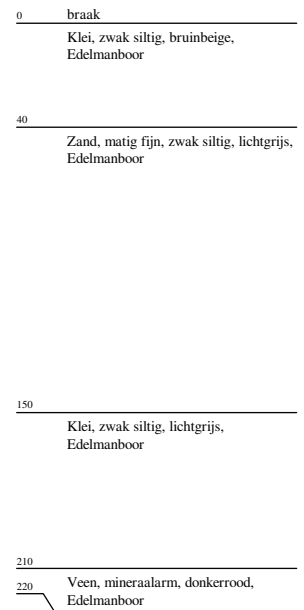 0 braak
Klei, zwak siltig, bruinbeige,
Edelmanboor
40
Zand, matig fijn, zwak siltig, lichtgrijs,
Edelmanboor
150
Klei, zwak siltig, lichtgrijs,
Edelmanboor
210
220 Veen, mineraalarm, donkerrood,
Edelmanboor